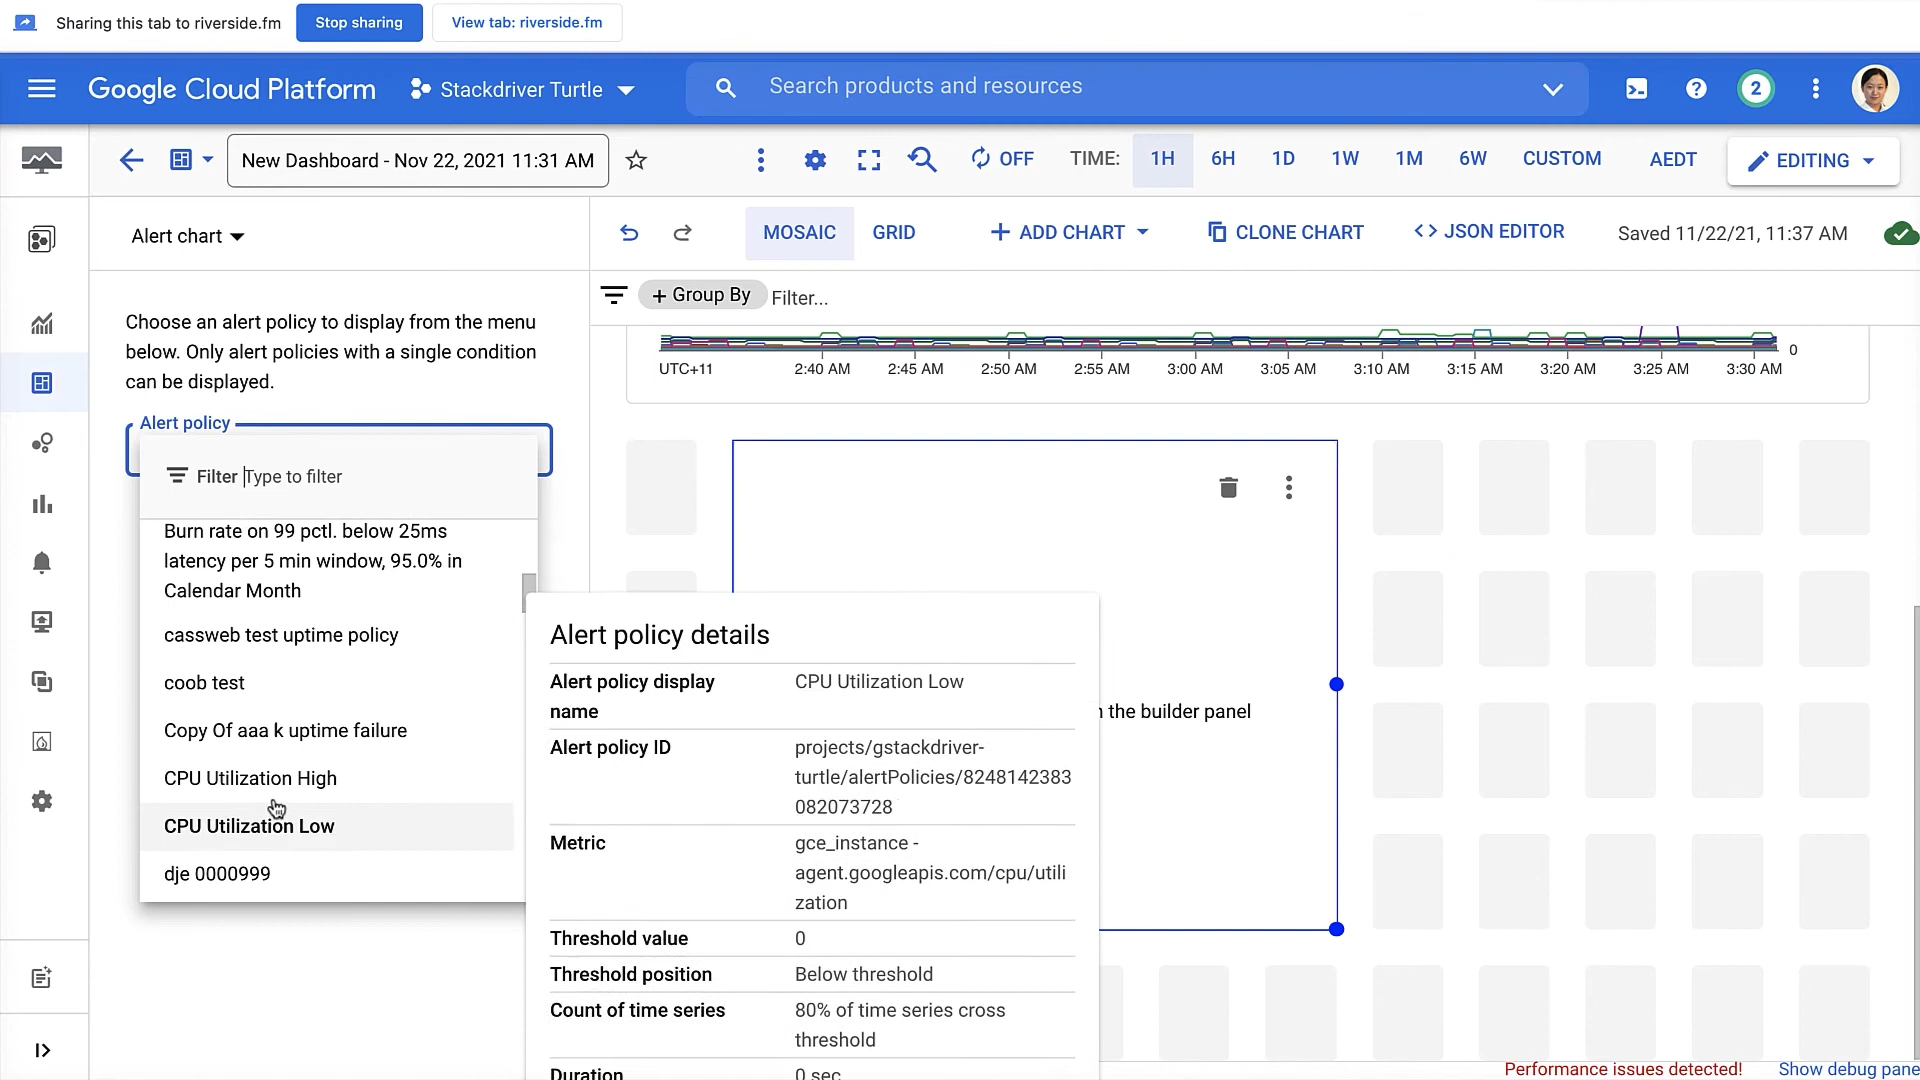 Sharing this tab to riverside.fm Stop sharing View tab: riverside.fm
Google Cloud Platform Stackdriver Turtle Search products and resources 2
New Dashboard - Nov 22, 2021 11:31 AM OFF TIME: 1H 6H 1D 1W 1M 6W CUSTOM AEDT EDITING
Alert chart MOSAIC GRID + ADD CHART CLONE CHART <> JSON EDITOR Saved 11/22/21, 11:37 AM
+ Group By Filter...
Choose an alert policy to display from the menu
below. Only alert policies with a single condition
can be displayed.
0
UTC+11 2:40 AM 2:45 AM 2:50 AM 2:55 AM 3:00 AM 3:05 AM 3:10 AM 3:15 AM 3:20 AM 3:25 AM 3:30 AM
Alert policy
Filter Type to filter
Burn rate on 99 pctl. below 25ms
latency per 5 min window, 95.0% in
Calendar Month
cassweb test uptime policy
coob test
Copy Of aaa k uptime failure
CPU Utilization High
CPU Utilization Low
dje 0000999
Alert policy details
Alert policy display CPU Utilization Low
name
the builder panel
Alert policy ID projects/gstackdriver-
turtle/alertPolicies/8248142383
082073728
Metric gce_instance -
agent.googleapis.com/cpu/utili
zation
Threshold value 0
Threshold position Below threshold
Count of time series 80% of time series cross
threshold
Duration 0 sec
Performance issues detected! Show debug pane